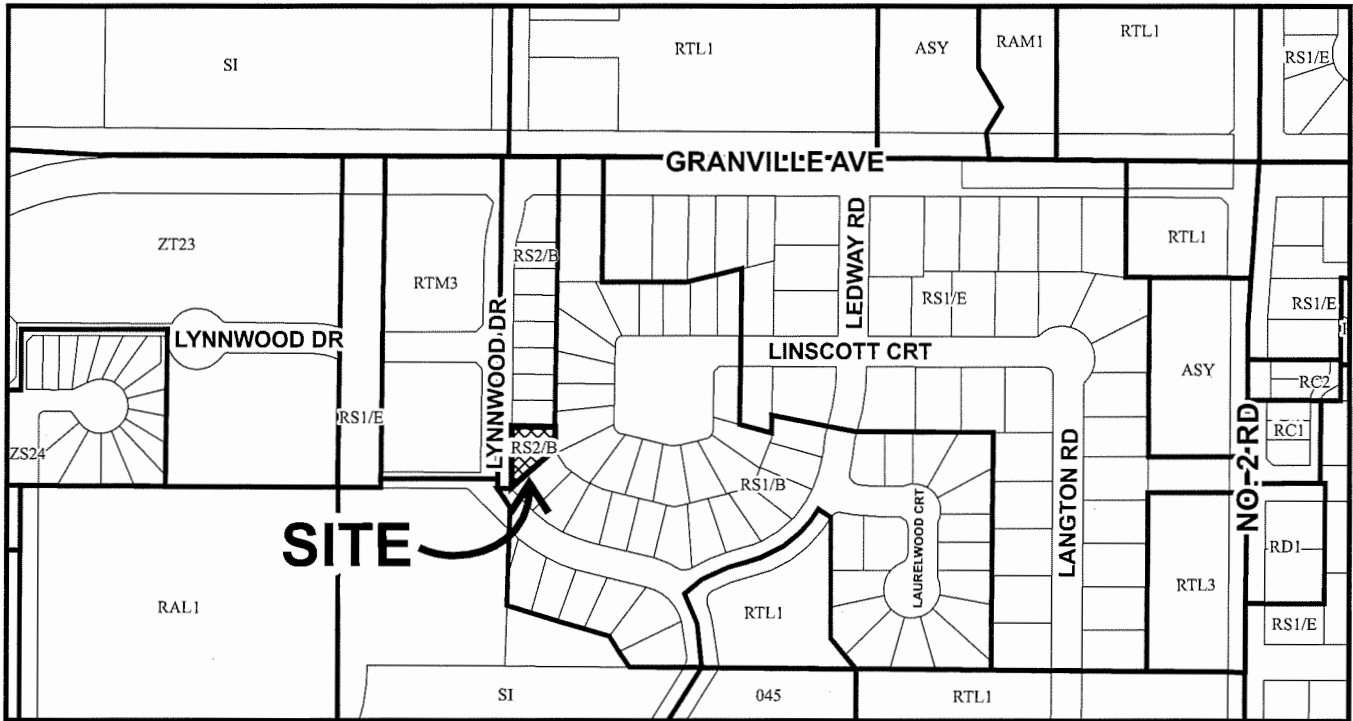 SI
RTL1
ASY
RAM1
RTL1
RS1/E
GRANVILLE AVE
ZT23
RTM3
RS2/B
LYNNWOOD DR
LEDWAY RD
RS1/E
RTL1
RS1/E
LYNNWOOD DR
LINSCOTT CRT
ASY
RC2
RS1/E
RC1
ZS24
RS2/B
RS1/B
LANGTON RD
NO. 2 RD
LAURELWOOD CRT
SITE
RD1
RAL1
RTL1
RTL3
RS1/E
SI
045
RTL1